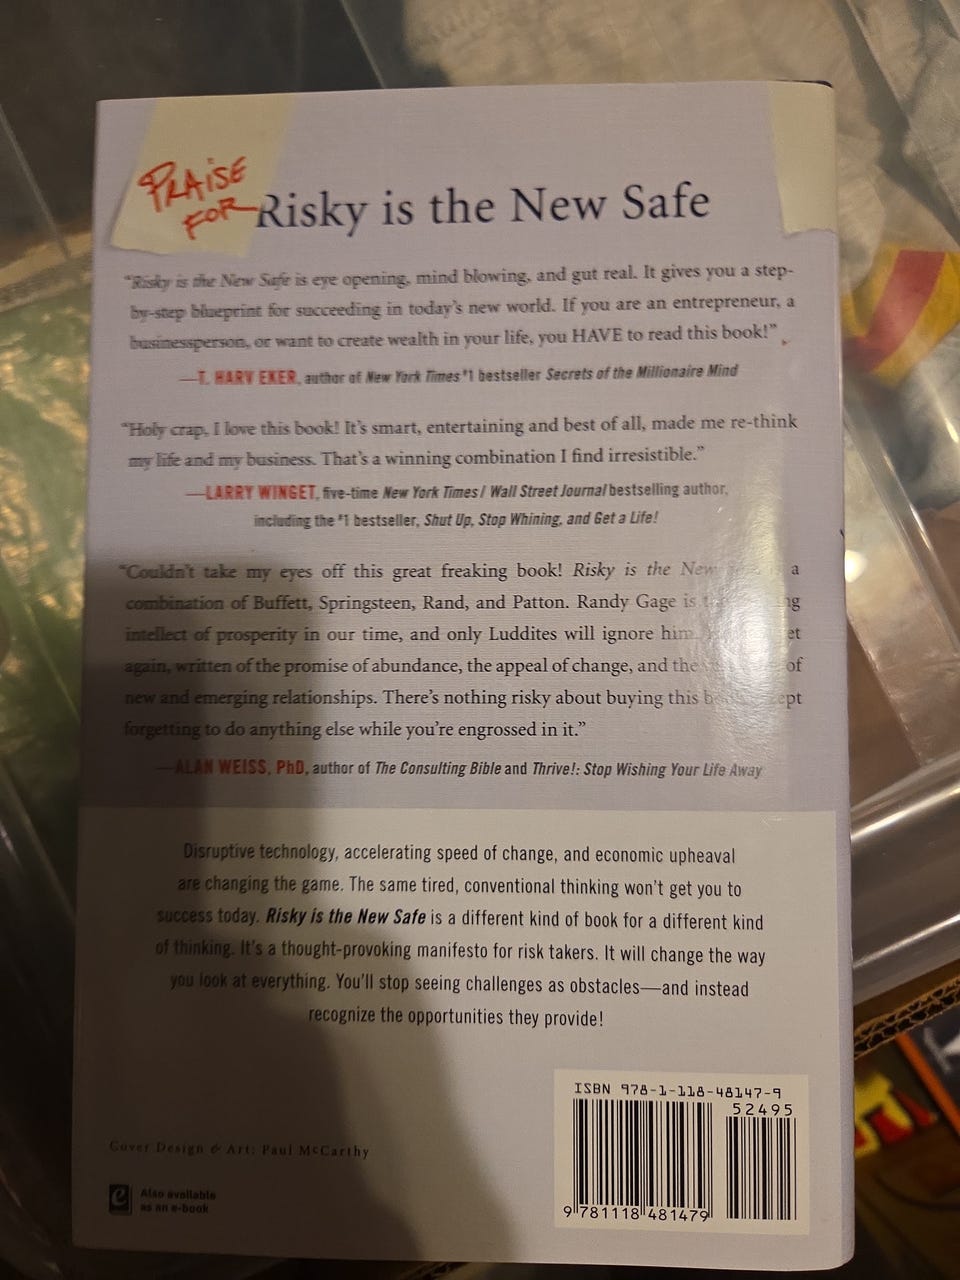 PRAISE
FOR
Risky is the New Safe
“Risky is the New Safe is eye opening, mind blowing, and gut real. It gives you a step-
by-step blueprint for succeeding in today’s new world. If you are an entrepreneur, a
businessperson, or want to create wealth in your life, you HAVE to read this book!”
—T. HARV EKER, author of New York Times #1 bestseller Secrets of the Millionaire Mind
“Holy crap, I love this book! It’s smart, entertaining and best of all, made me re-think
my life and my business. That’s a winning combination I find irresistible.”
—LARRY WINGET, five-time New York Times / Wall Street Journal bestselling author,
including the #1 bestseller, Shut Up, Stop Whining, and Get a Life!
“Couldn’t take my eyes off this great freaking book! Risky is the New a
combination of Buffett, Springsteen, Rand, and Patton. Randy Gage is
intellect of prosperity in our time, and only Luddites will ignore him.
again, written of the promise of abundance, the appeal of change, and the of
new and emerging relationships. There’s nothing risky about buying this
forgetting to do anything else while you’re engrossed in it.”
—ALAN WEISS, PhD, author of The Consulting Bible and Thrive!: Stop Wishing Your Life Away
Disruptive technology, accelerating speed of change, and economic upheaval
are changing the game. The same tired, conventional thinking won’t get you to
success today. Risky is the New Safe is a different kind of book for a different kind
of thinking. It’s a thought-provoking manifesto for risk takers. It will change the way
you look at everything. You’ll stop seeing challenges as obstacles—and instead
recognize the opportunities they provide!
ISBN 978-1-118-48147-9
52495
9 781118 481479
Cover Design & Art: Paul McCarthy
e
Also available
as an e-book